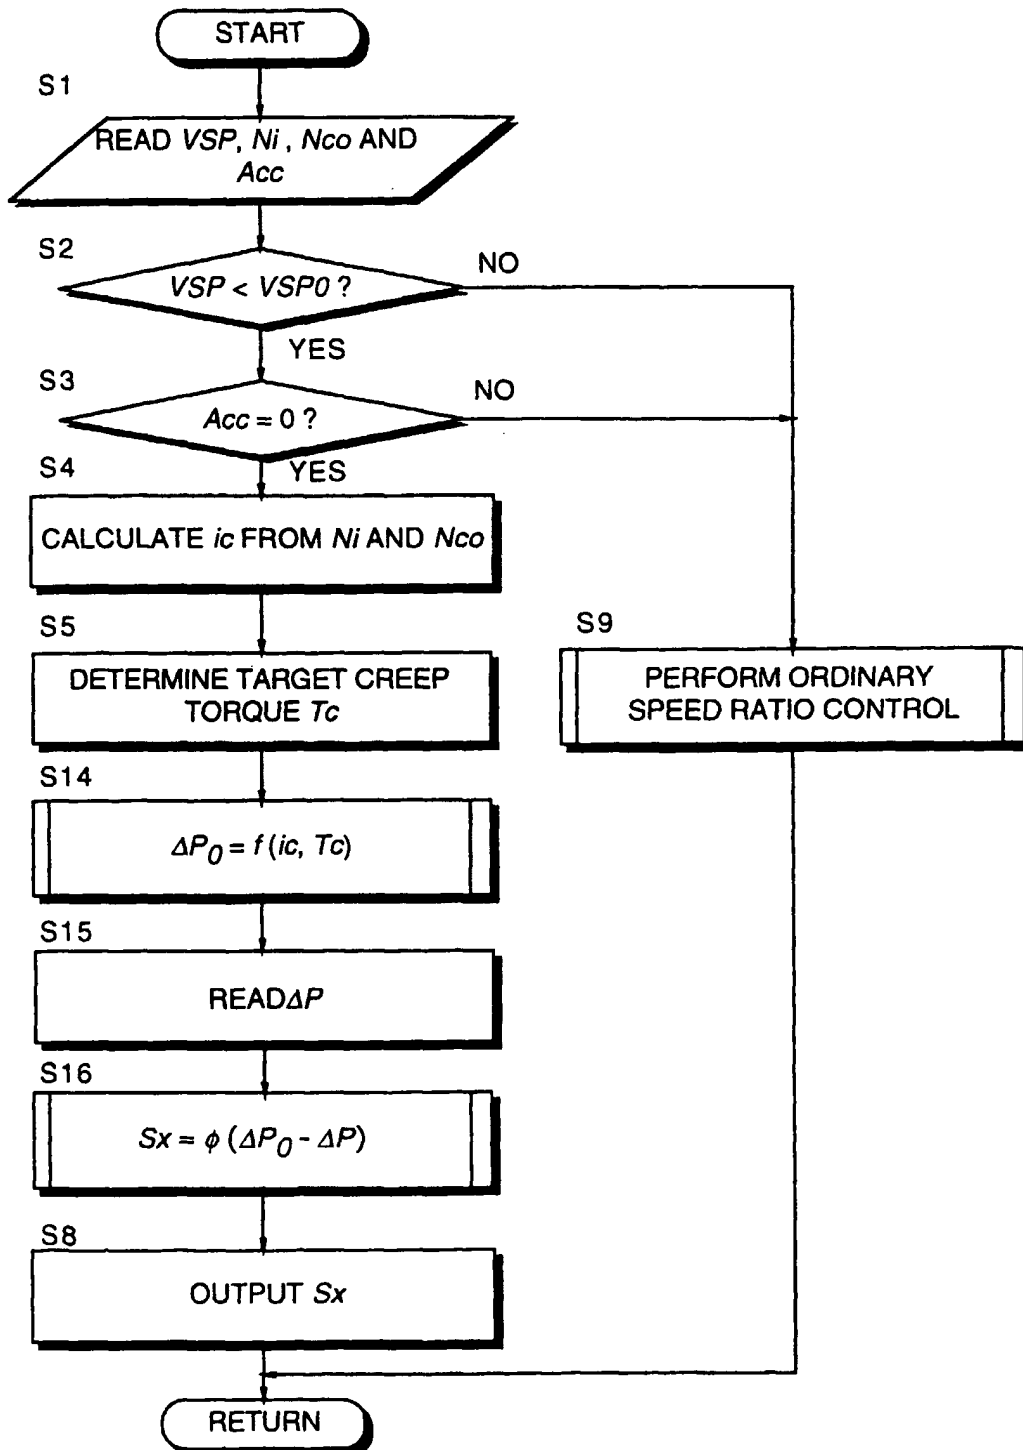 START
S1
READ VSP, Ni , Nco AND
Acc
S2
VSP < VSP0 ?
NO
YES
S3
Acc = 0 ?
NO
YES
S4
CALCULATE ic FROM Ni AND Nco
S5
DETERMINE TARGET CREEP
TORQUE Tc
S9
PERFORM ORDINARY
SPEED RATIO CONTROL
S14
ΔP0 = f (ic, Tc)
S15
READΔP
S16
Sx = ϕ (ΔP0 - ΔP)
S8
OUTPUT Sx
RETURN